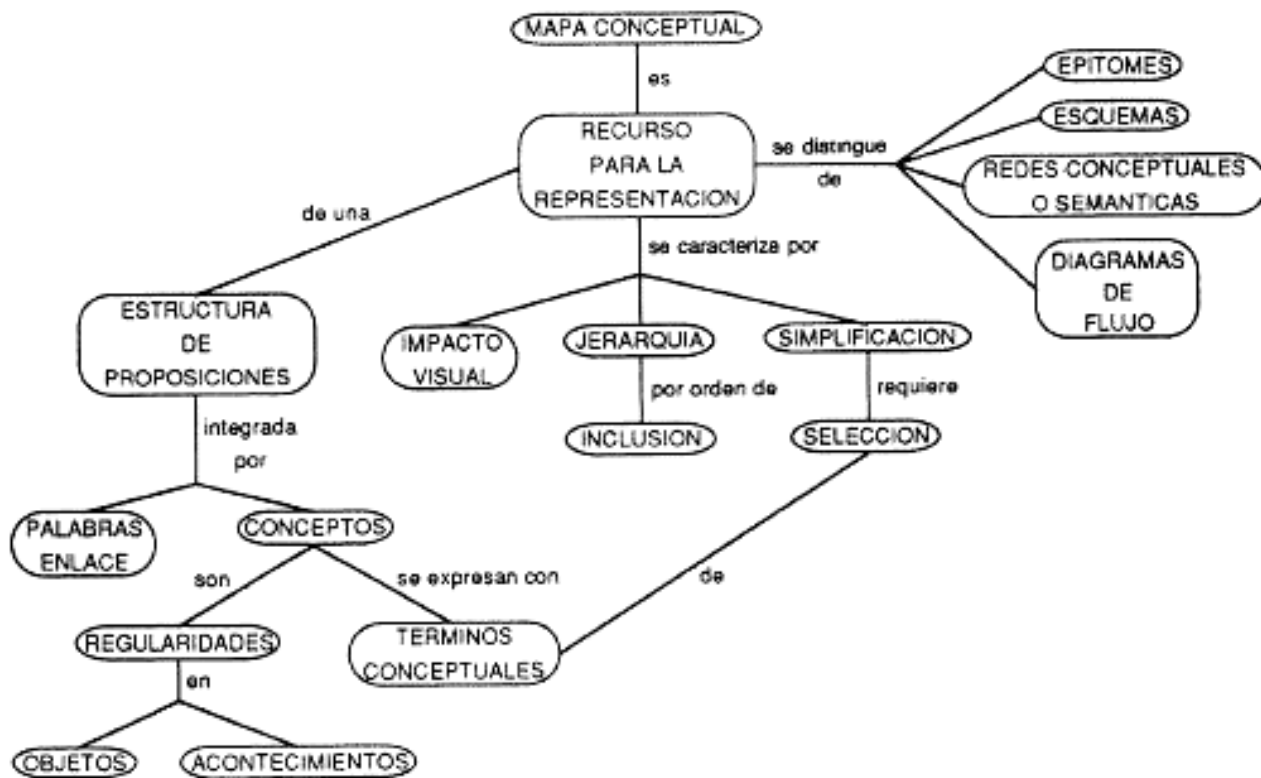 MAPA CONCEPTUAL
es
RECURSO
PARA LA
REPRESENTACION
se distingue
de
EPITOMES
ESQUEMAS
REDES CONCEPTUALES
O SEMANTICAS
DIAGRAMAS
DE
FLUJO
de una
se caracteriza por
ESTRUCTURA
DE
PROPOSICIONES
IMPACTO
VISUAL
JERARQUIA
SIMPLIFICACION
por orden de
requiere
INCLUSION
SELECCION
integrada
por
PALABRAS
ENLACE
CONCEPTOS
son
se expresan con
de
REGULARIDADES
TERMINOS
CONCEPTUALES
en
OBJETOS
ACONTECIMIENTOS